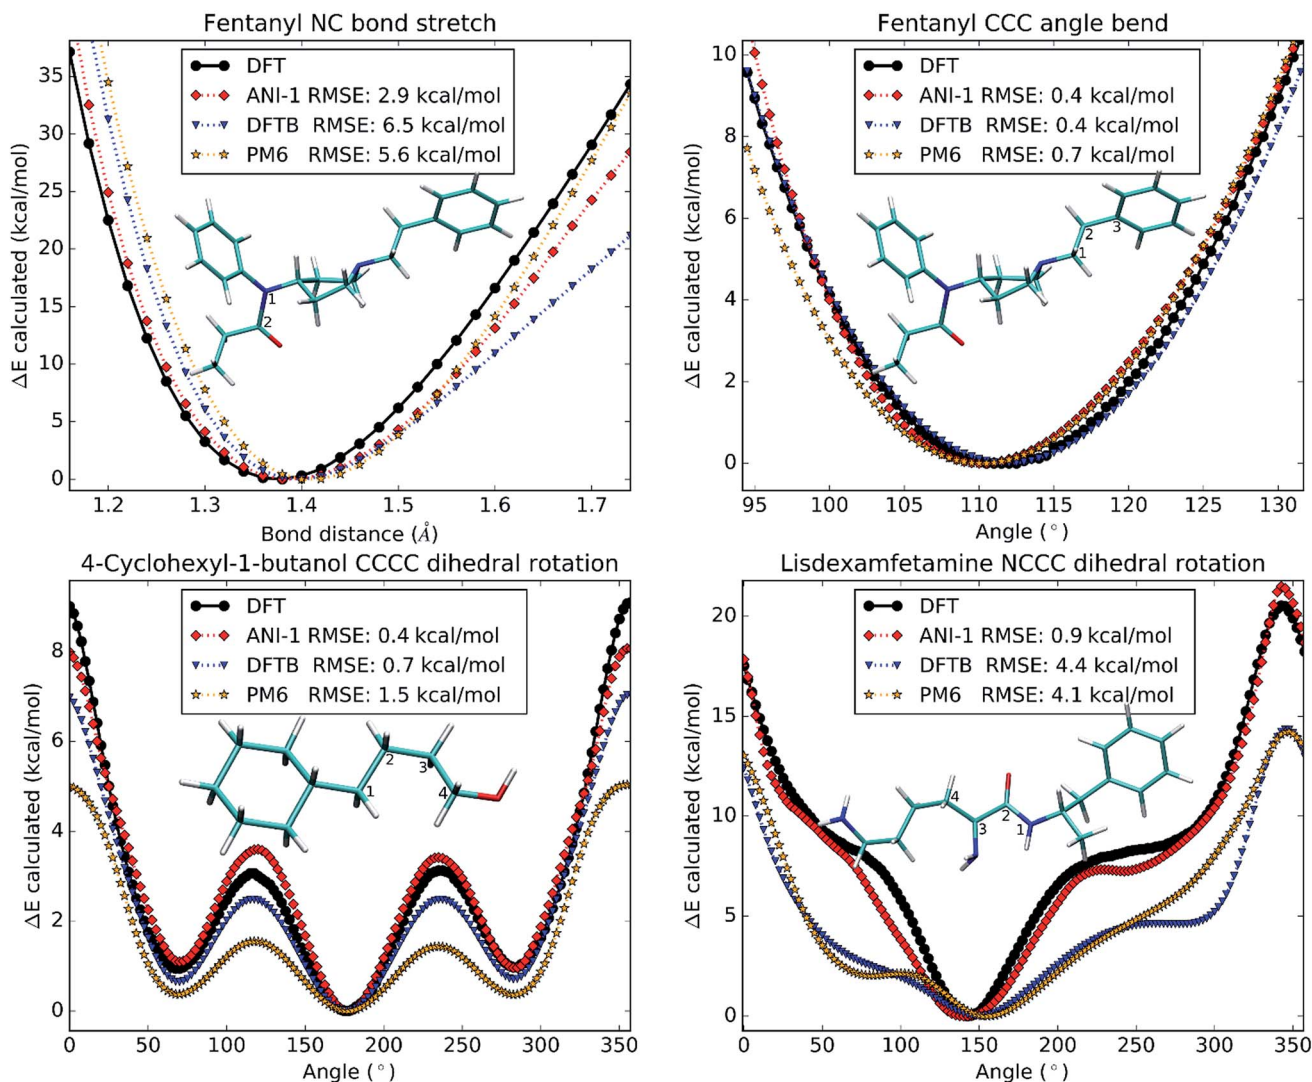 Fentanyl NC bond stretch
DFT
ANI-1 RMSE: 2.9 kcal/mol
DFTB RMSE: 6.5 kcal/mol
PM6 RMSE: 5.6 kcal/mol
ΔE calculated (kcal/mol)
35
30
25
20
15
10
5
0
1
2
1.2 1.3 1.4 1.5 1.6 1.7
Bond distance (Å)
Fentanyl CCC angle bend
DFT
ANI-1 RMSE: 0.4 kcal/mol
DFTB RMSE: 0.4 kcal/mol
PM6 RMSE: 0.7 kcal/mol
ΔE calculated (kcal/mol)
10
8
6
4
2
0
2 3
1
95 100 105 110 115 120 125 130
Angle (°)
4-Cyclohexyl-1-butanol CCCC dihedral rotation
DFT
ANI-1 RMSE: 0.4 kcal/mol
DFTB RMSE: 0.7 kcal/mol
PM6 RMSE: 1.5 kcal/mol
ΔE calculated (kcal/mol)
8
6
4
2
0
2
3
1 4
0 50 100 150 200 250 300 350
Angle (°)
Lisdexamfetamine NCCC dihedral rotation
DFT
ANI-1 RMSE: 0.9 kcal/mol
DFTB RMSE: 4.4 kcal/mol
PM6 RMSE: 4.1 kcal/mol
ΔE calculated (kcal/mol)
20
15
10
5
0
4
3 2 1
0 50 100 150 200 250 300 350
Angle (°)